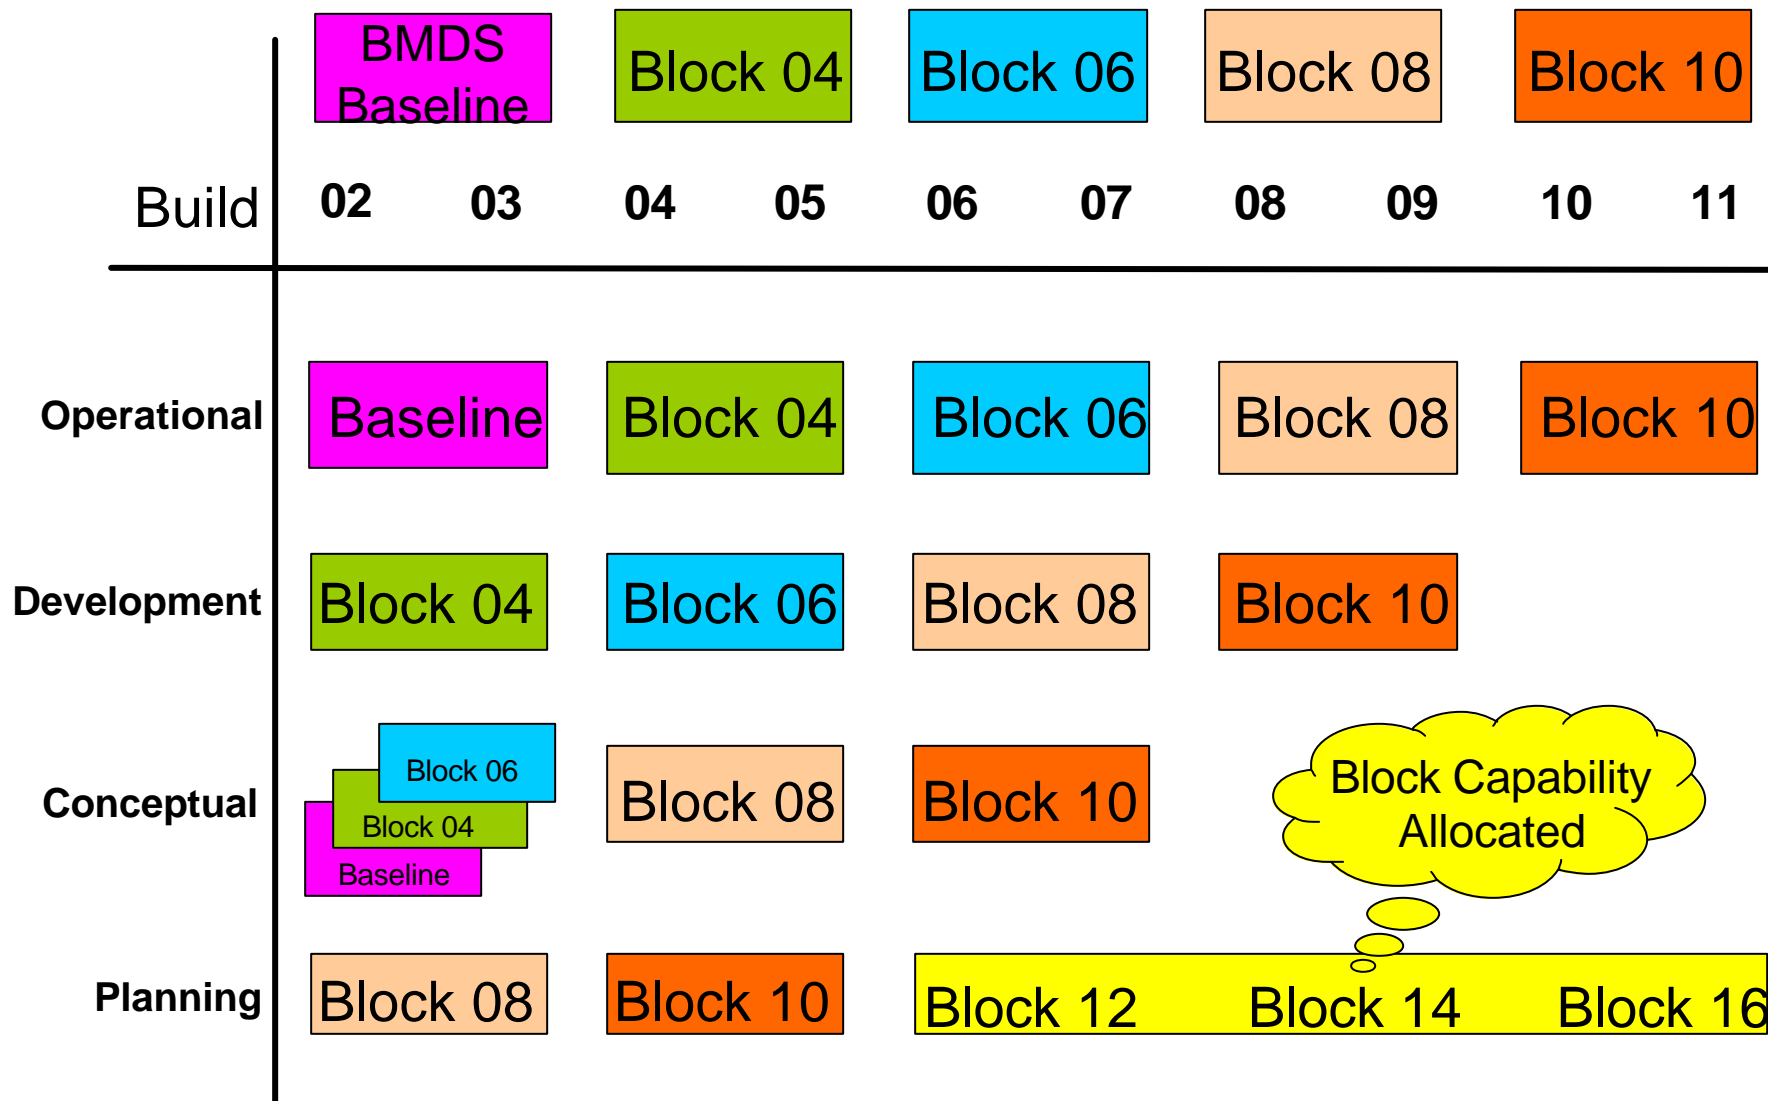 BMDS
Baseline
Block 04
Block 06
Block 08
Block 10
Build 02 03 04 05 06 07 08 09 10 11
Operational Baseline Block 04 Block 06 Block 08 Block 10
Development Block 04 Block 06 Block 08 Block 10
Conceptual
Block 06
Block 04
Baseline
Block 08
Block 10
Block Capability
Allocated
Planning Block 08 Block 10 Block 12 Block 14 Block 16